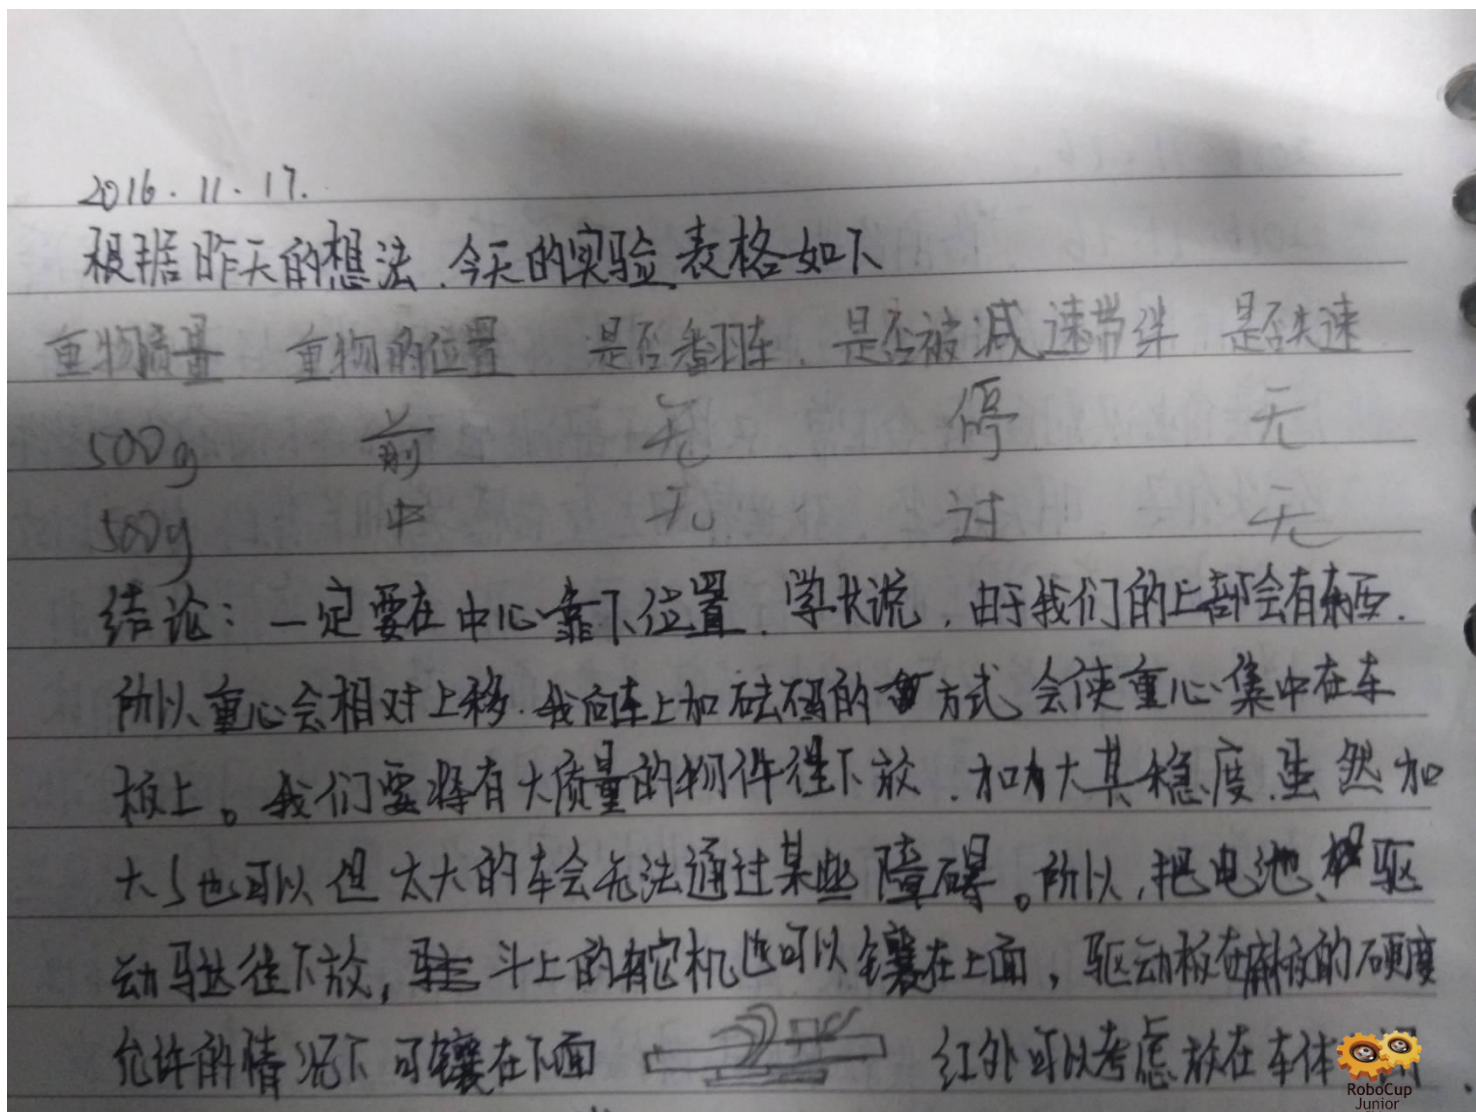 2016.11.17.
根据昨天的想法.今天的实验表格如下
重物质量 重物的位置 是否翻车. 是否被减速带绊 是否失速
500g 前 无 停 无
500g 中 无 过 无
结论:一定要在中心靠下位置.学长说,由于我们的上部会有
所以重心会相对上移.我向车上加砝码的方式会使重心集中在车
板上。我们要将有大质量的物件往下放.加大其稳度.虽然加
大S也可以但太大的车会无法通过某些障碍。所以,把电池、驱
动 往下放,斗上的舵机也可以镶在上面,驱动板在 的硬度
允许的情况下可镶在下面 红外可以考虑放在车体
RoboCup
Junior